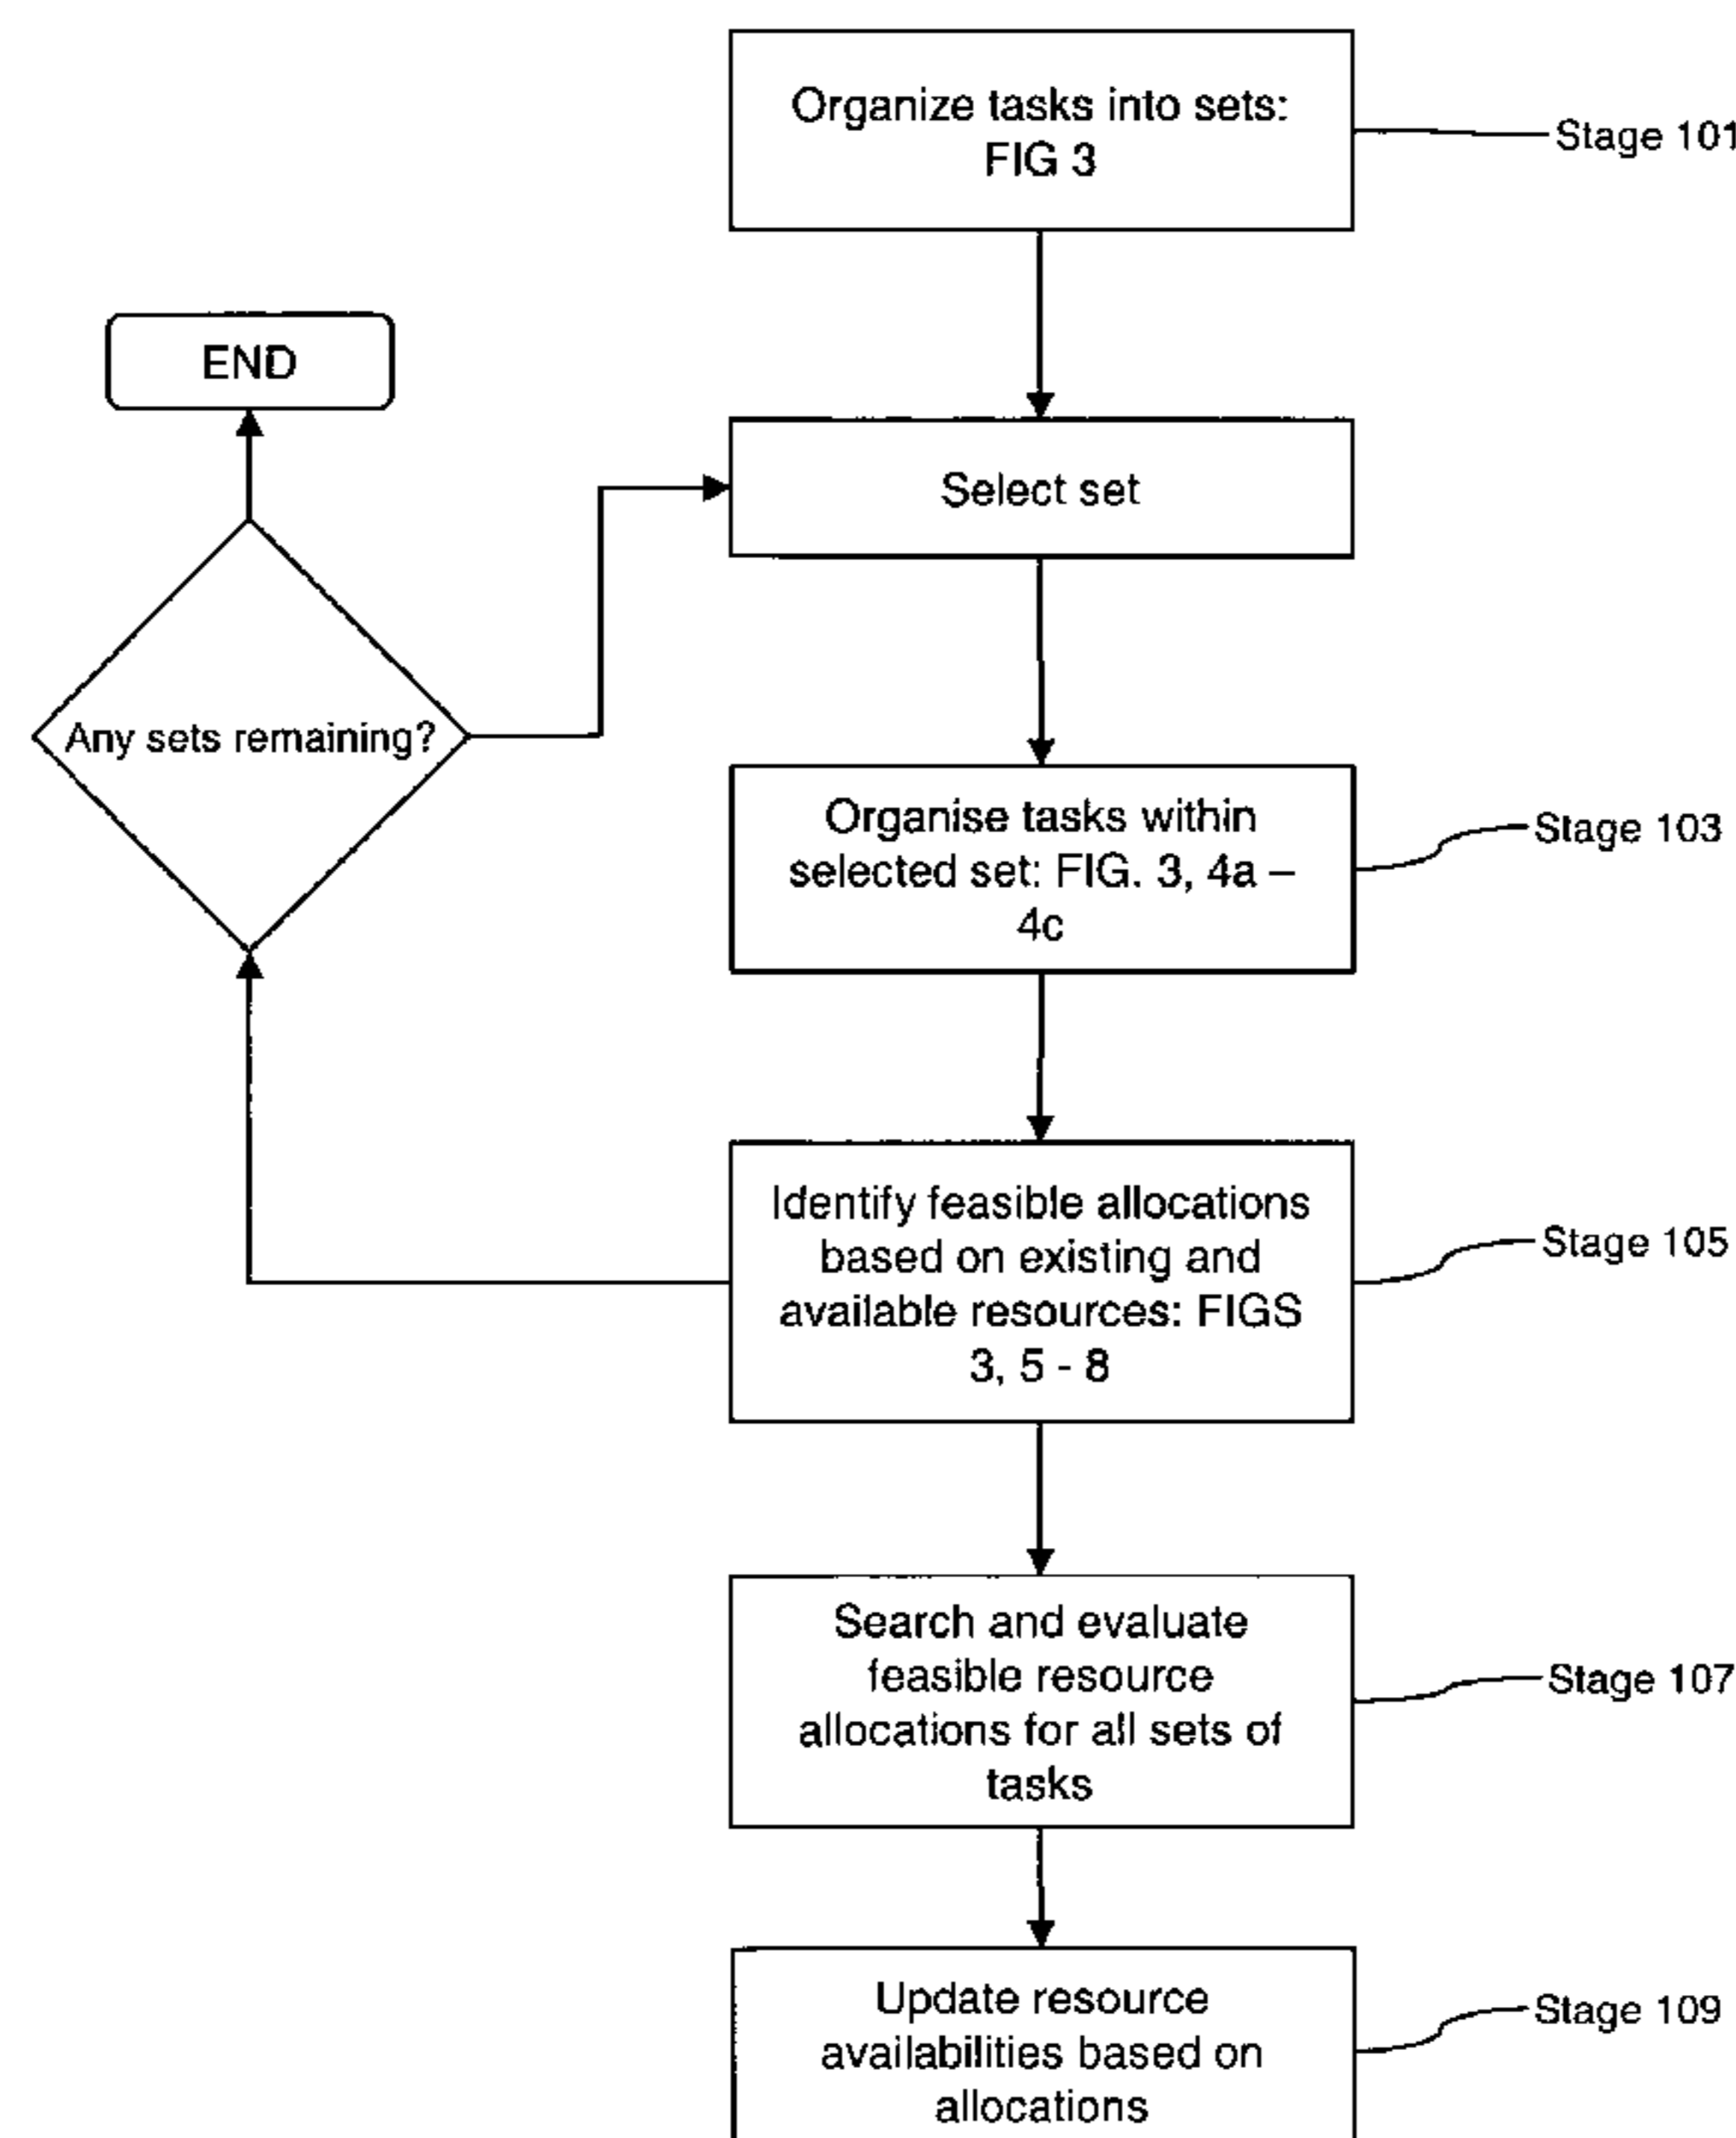 Organize tasks into sets:
FIG 3
Stage 101
END
Select set
Any sets remaining?
Organise tasks within
selected set: FIG. 3, 4a –
4c
Stage 103
Identify feasible allocations
based on existing and
available resources: FIGS
3, 5 - 8
Stage 105
Search and evaluate
feasible resource
allocations for all sets of
tasks
Stage 107
Update resource
availabilities based on
allocations
Stage 109